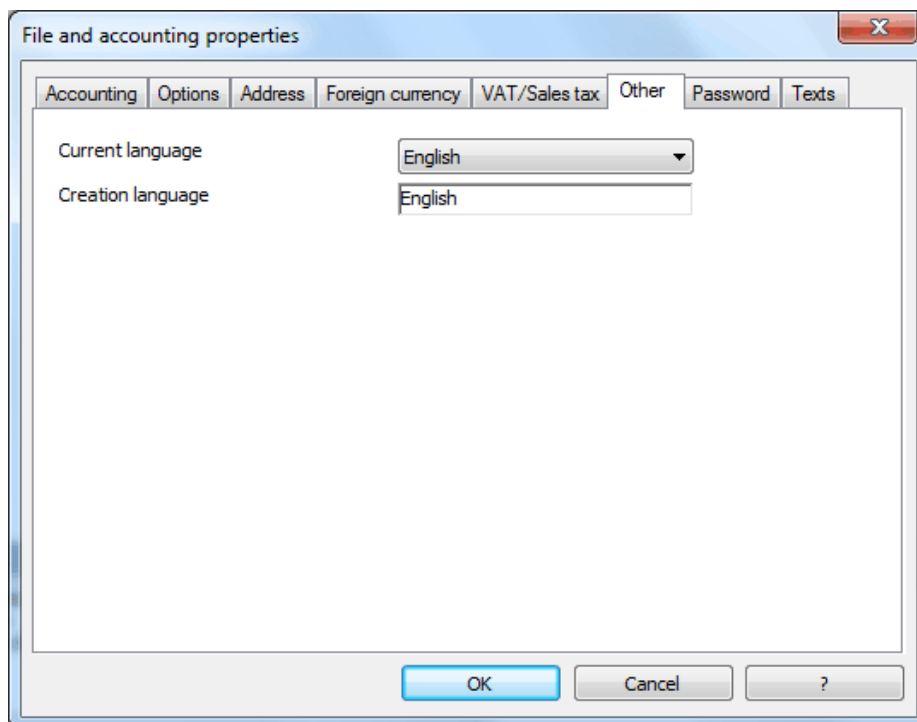 File and accounting properties
Accounting Options Address Foreign currency VAT/Sales tax Other Password Texts
Current language English
Creation language English
OK Cancel ?